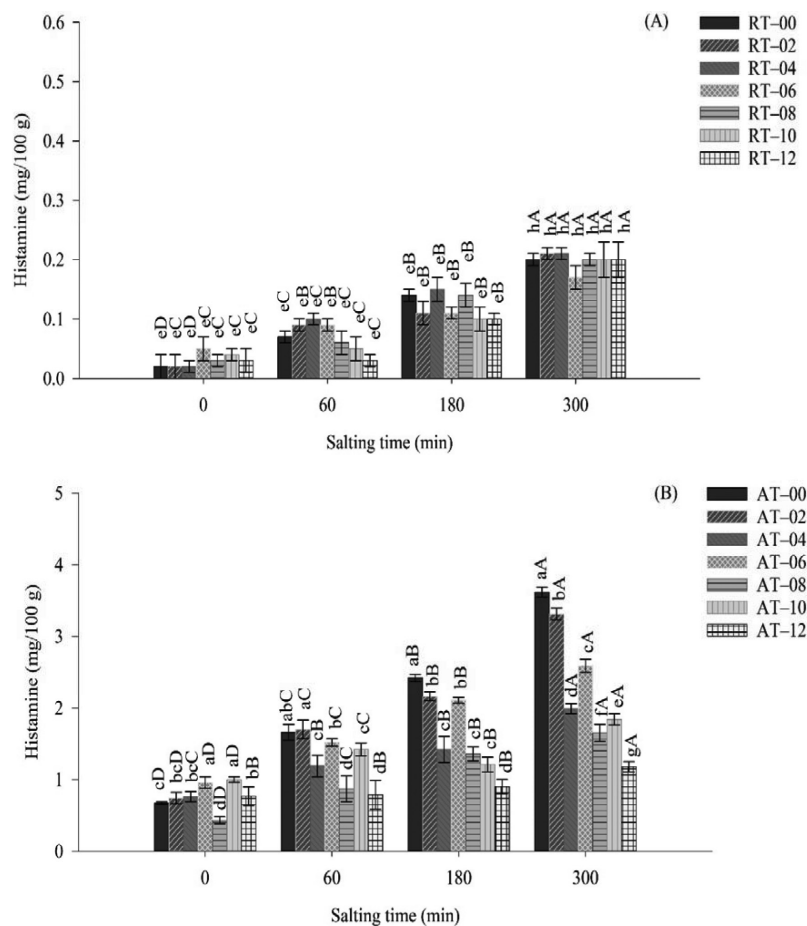 (A)
RT–00
RT–02
RT–04
RT–06
RT–08
RT–10
RT–12
Histamine (mg/100 g)
0.6
0.5
0.4
0.3
0.2
0.1
0.0
eD eC eD eC eC eC eC
eC eB eC eB eC eC eC
eB eB eB eB eB eB eB
hA hA hA hA hA hA hA
0 60 180 300
Salting time (min)
(B)
AT–00
AT–02
AT–04
AT–06
AT–08
AT–10
AT–12
Histamine (mg/100 g)
5
4
3
2
1
0
cD bcD bcC aD dD aD bB
abC aC cB bC dC cC dB
aB bB cB bB cB cB dB
aA bA dA cA fA eA gA
0 60 180 300
Salting time (min)